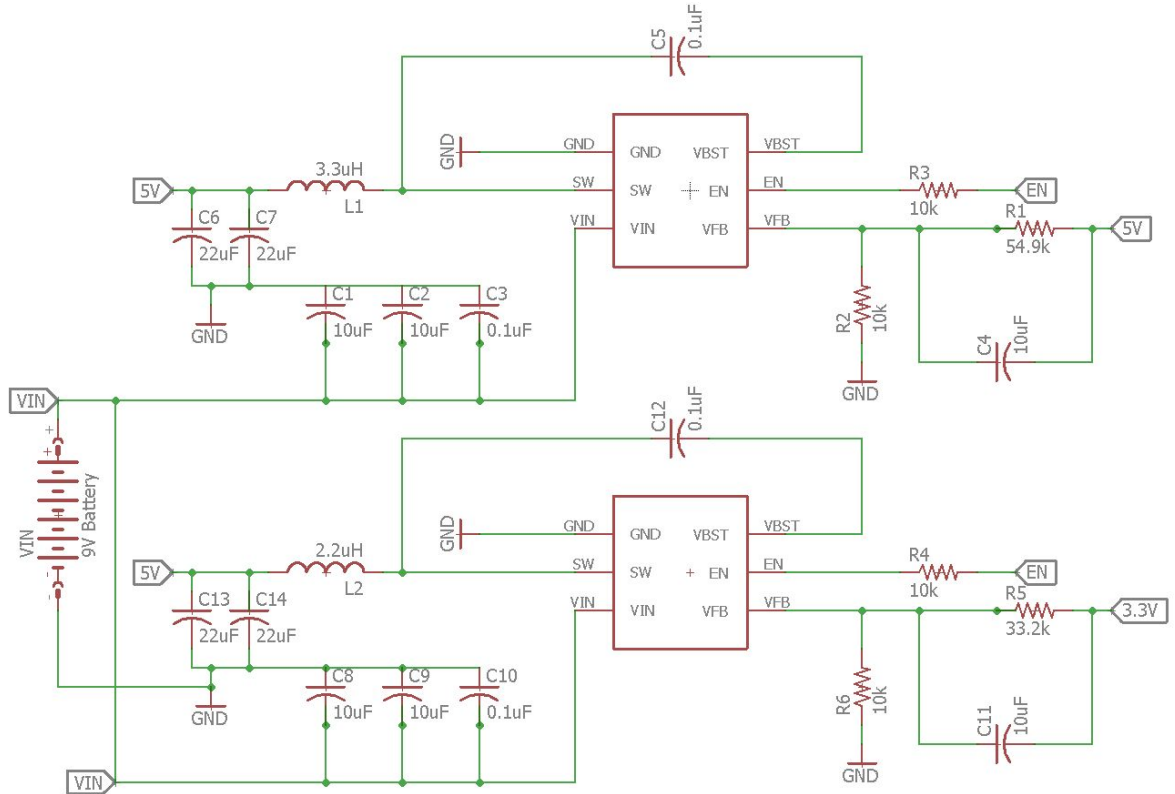 C5
0.1uF
GND
GND
GND
VBST
VBST
3.3uH
L1
5V
SW
SW
EN
EN
R3
10k
EN
VIN
VIN
VFB
VFB
R1
54.9k
5V
C6
22uF
C7
22uF
GND
C1
10uF
C2
10uF
C3
0.1uF
R2
10k
GND
C4
10uF
VIN
+
+
VIN
9V Battery
-
-
C12
0.1uF
GND
GND
GND
VBST
VBST
2.2uH
L2
5V
SW
SW
EN
EN
R4
10k
EN
VIN
VIN
VFB
VFB
R5
33.2k
3.3V
C13
22uF
C14
22uF
GND
C8
10uF
C9
10uF
C10
0.1uF
R6
10k
GND
C11
10uF
VIN